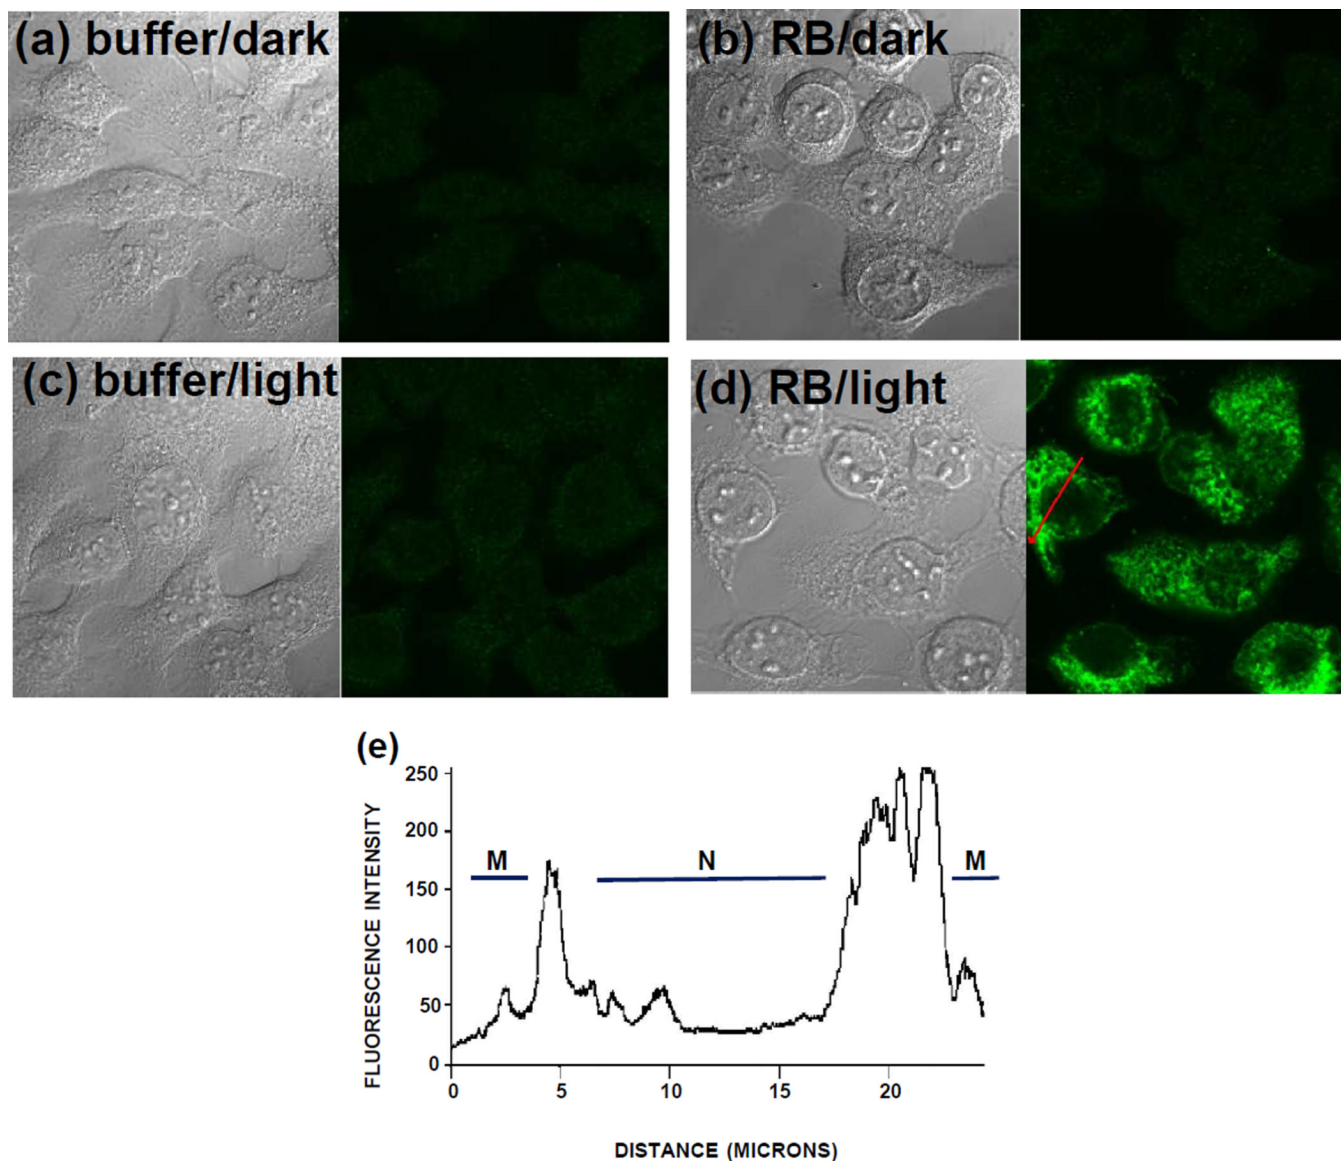 (a) buffer/dark
(b) RB/dark
(c) buffer/light
(d) RB/light
(e)
FLUORESCENCE INTENSITY
250
200
150
100
50
0
M
N
M
0
5
10
15
20
DISTANCE (MICRONS)